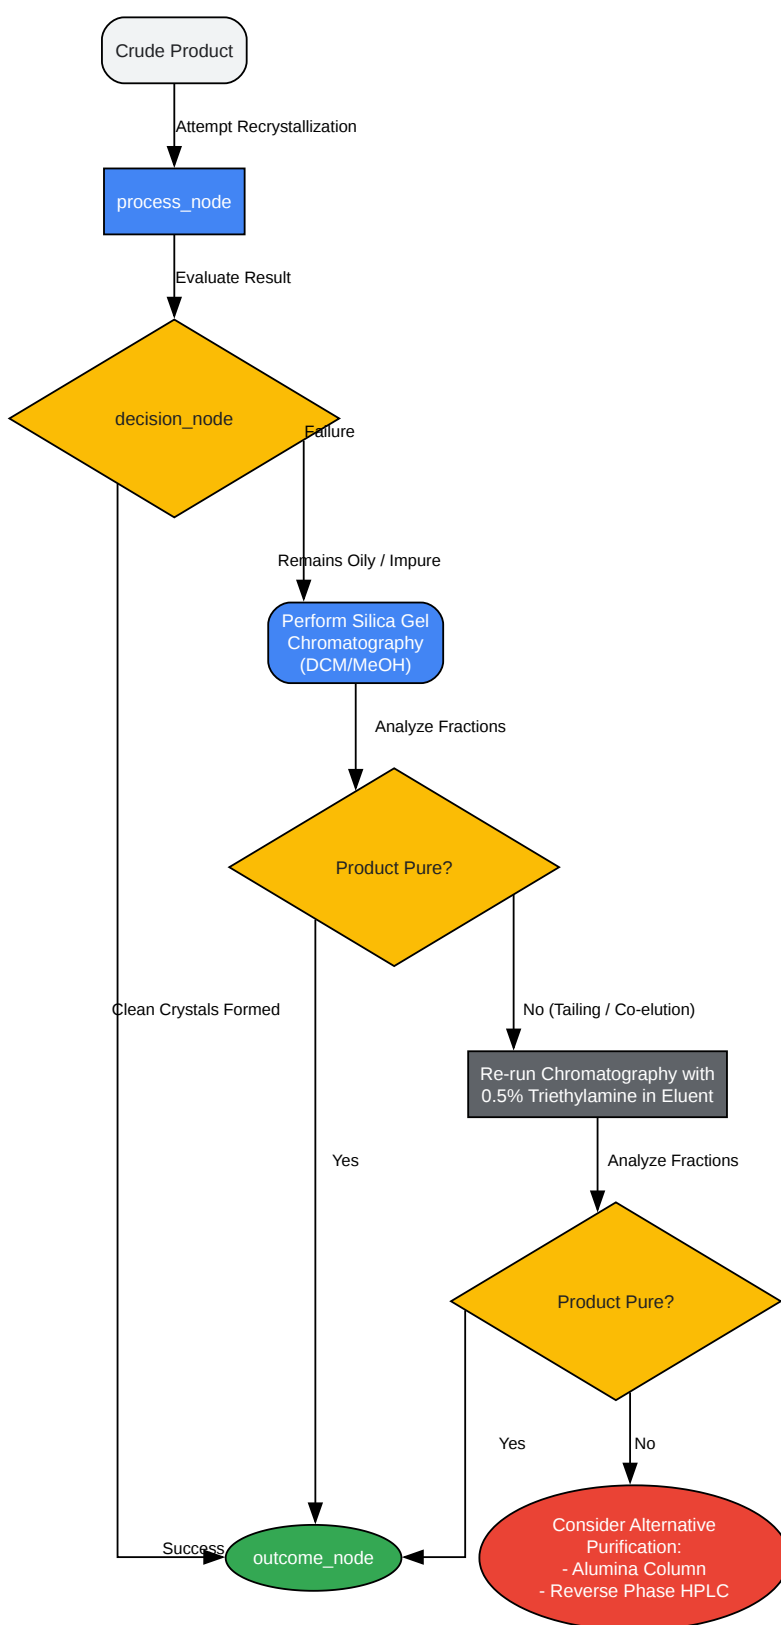 Crude Product
Attempt Recrystallization
process_node
Evaluate Result
decision_node
Failure
Remains Oily / Impure
Perform Silica Gel
Chromatography
(DCM/MeOH)
Analyze Fractions
Product Pure?
Clean Crystals Formed
No (Tailing / Co-elution)
Re-run Chromatography with
0.5% Triethylamine in Eluent
Yes
Analyze Fractions
Product Pure?
Yes
No
Success
outcome_node
Consider Alternative
Purification:
- Alumina Column
- Reverse Phase HPLC